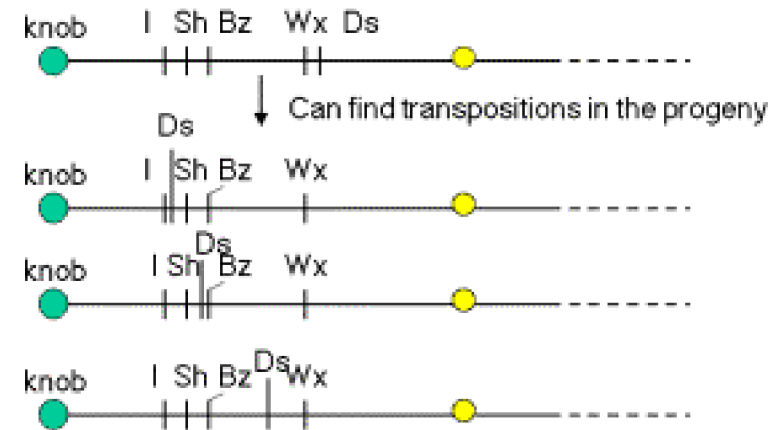 knob I Sh Bz Wx Ds
Can find transpositions in the progeny
Ds
knob I Sh Bz Wx
Ds
knob I Sh Bz Wx
Ds
knob I Sh Bz Wx